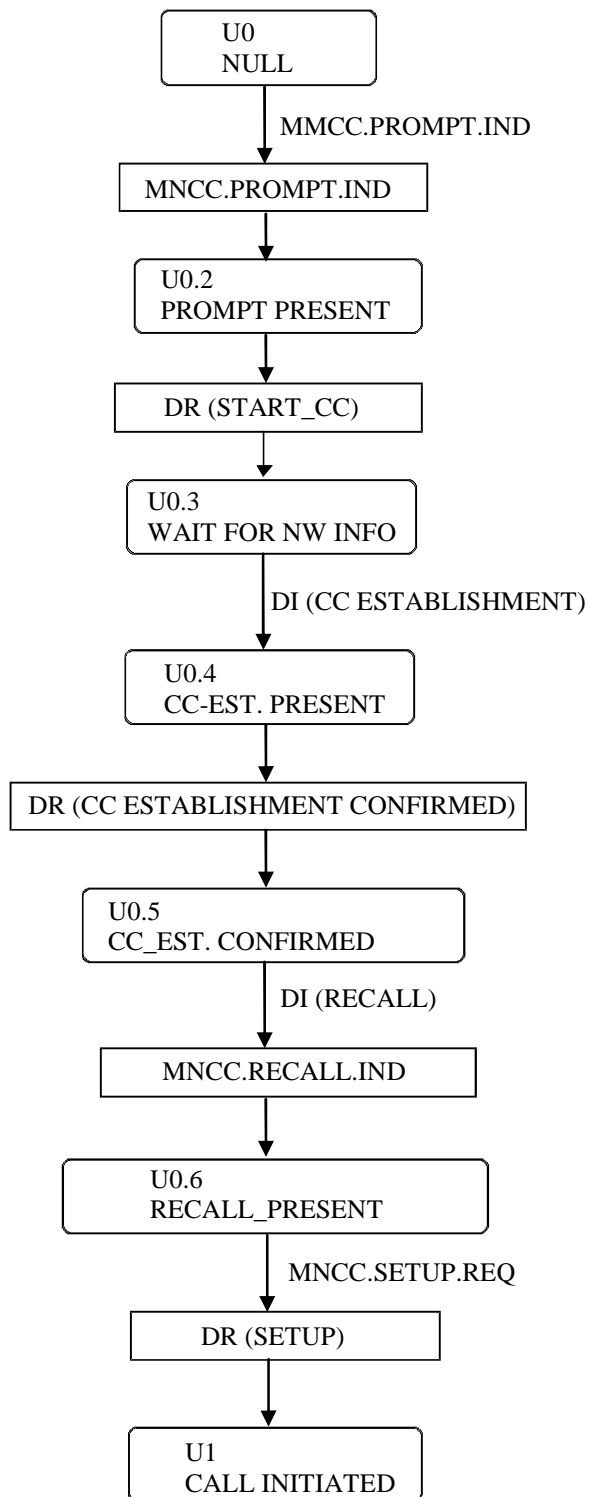 U0
NULL
MMCC.PROMPT.IND
MNCC.PROMPT.IND
U0.2
PROMPT PRESENT
DR (START_CC)
U0.3
WAIT FOR NW INFO
DI (CC ESTABLISHMENT)
U0.4
CC-EST. PRESENT
DR (CC ESTABLISHMENT CONFIRMED)
U0.5
CC_EST. CONFIRMED
DI (RECALL)
MNCC.RECALL.IND
U0.6
RECALL_PRESENT
MNCC.SETUP.REQ
DR (SETUP)
U1
CALL INITIATED